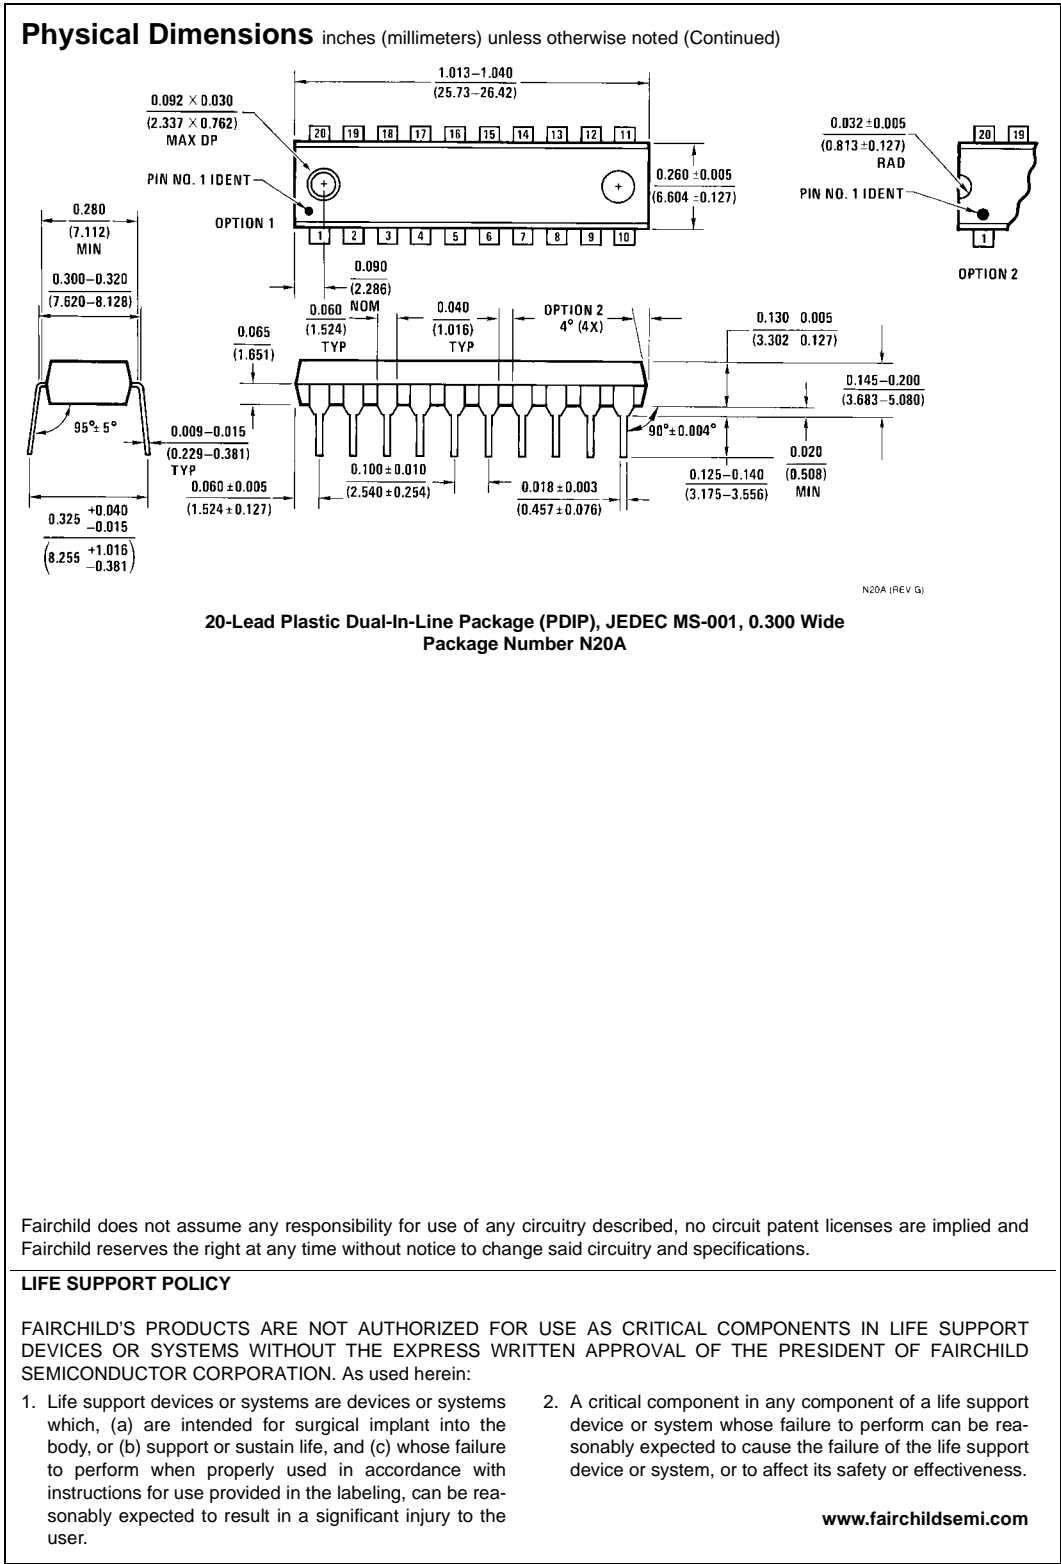 Physical Dimensions inches (millimeters) unless otherwise noted (Continued)
1.013–1.040
(25.73–26.42)
0.092 × 0.030
(2.337 × 0.762)
MAX DP
20 19 18 17 16 15 14 13 12 11
PIN NO. 1 IDENT
OPTION 1
1 2 3 4 5 6 7 8 9 10
0.260 ±0.005
(6.604 ±0.127)
0.032 ±0.005
(0.813 ±0.127)
RAD
20 19
PIN NO. 1 IDENT
1
OPTION 2
0.280
(7.112)
MIN
0.300–0.320
(7.620–8.128)
0.090
(2.286)
NOM
0.060
(1.524)
TYP
0.040
(1.016)
TYP
OPTION 2
4° (4X)
0.065
(1.651)
0.130 0.005
(3.302 0.127)
0.145–0.200
(3.683–5.080)
95°± 5°
0.009–0.015
(0.229–0.381)
TYP
90°±0.004°
0.020
(0.508)
MIN
0.125–0.140
(3.175–3.556)
0.100 ±0.010
(2.540 ±0.254)
0.060 ±0.005
(1.524 ±0.127)
0.018 ±0.003
(0.457 ±0.076)
0.325 +0.040
–0.015
(8.255 +1.016
–0.381)
N20A (REV G)
20-Lead Plastic Dual-In-Line Package (PDIP), JEDEC MS-001, 0.300 Wide
Package Number N20A
Fairchild does not assume any responsibility for use of any circuitry described, no circuit patent licenses are implied and
Fairchild reserves the right at any time without notice to change said circuitry and specifications.
LIFE SUPPORT POLICY
FAIRCHILD'S PRODUCTS ARE NOT AUTHORIZED FOR USE AS CRITICAL COMPONENTS IN LIFE SUPPORT
DEVICES OR SYSTEMS WITHOUT THE EXPRESS WRITTEN APPROVAL OF THE PRESIDENT OF FAIRCHILD
SEMICONDUCTOR CORPORATION. As used herein:
1. Life support devices or systems are devices or systems
which, (a) are intended for surgical implant into the
body, or (b) support or sustain life, and (c) whose failure
to perform when properly used in accordance with
instructions for use provided in the labeling, can be rea-
sonably expected to result in a significant injury to the
user.
2. A critical component in any component of a life support
device or system whose failure to perform can be rea-
sonably expected to cause the failure of the life support
device or system, or to affect its safety or effectiveness.
www.fairchildsemi.com